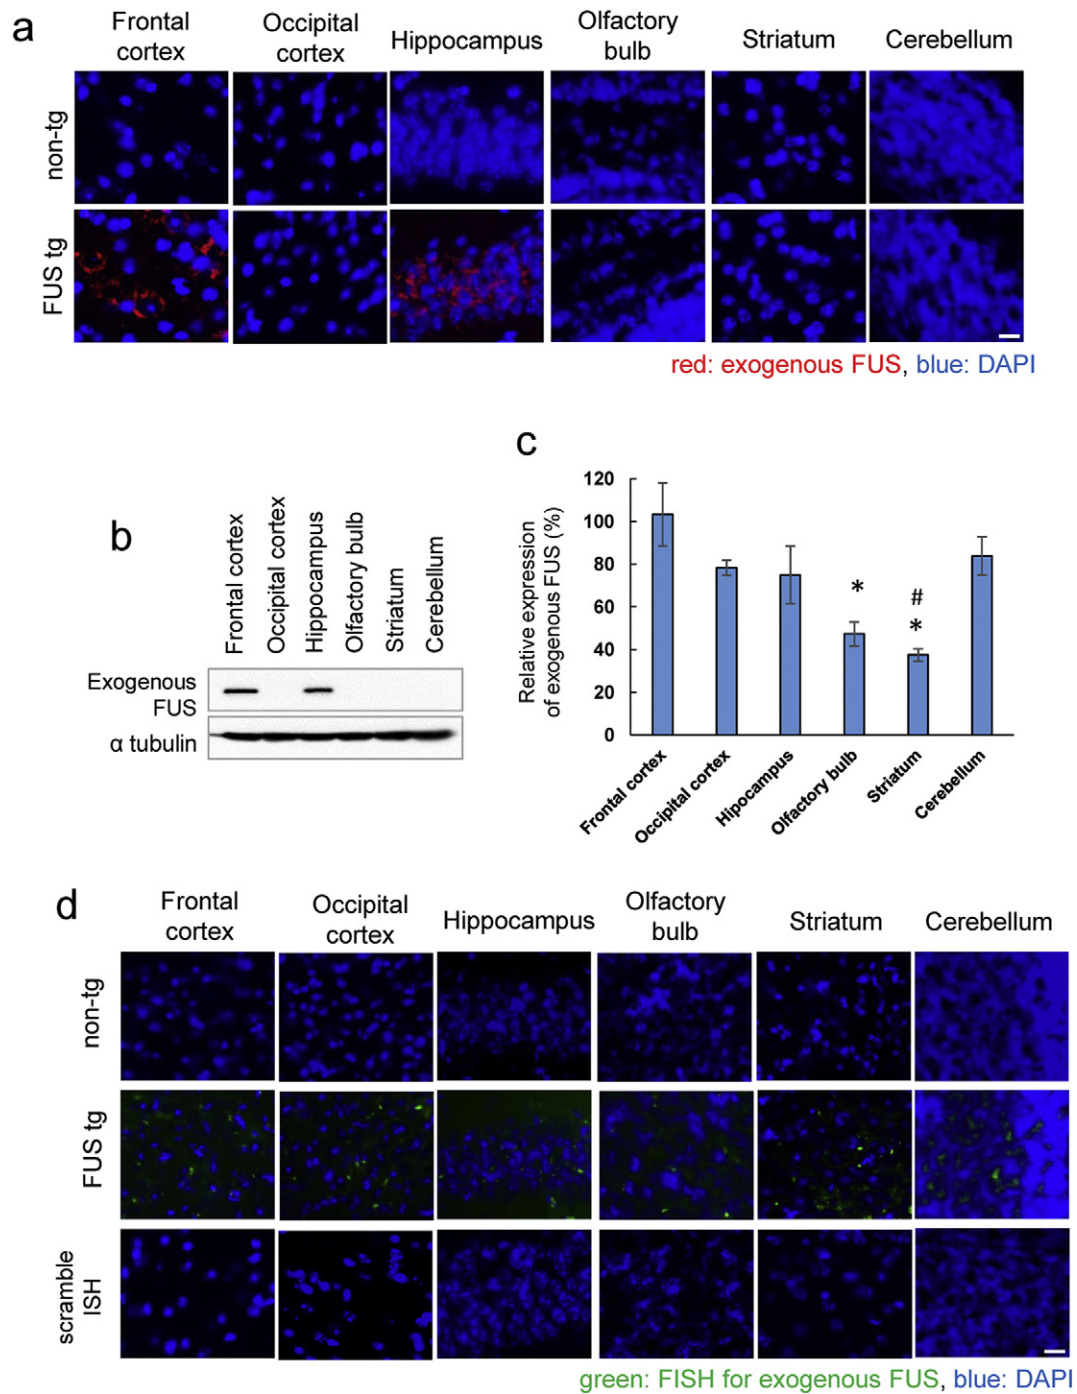 a
Frontal
cortex
Occipital
cortex
Hippocampus
Olfactory
bulb
Striatum
Cerebellum
non-tg
FUS tg
red: exogenous FUS, blue: DAPI
b
Frontal cortex
Occipital cortex
Hippocampus
Olfactory bulb
Striatum
Cerebellum
Exogenous
FUS
α tubulin
c
Relative expression
of exogenous FUS (%)
120
100
80
60
40
20
0
*
#
*
Frontal cortex
Occipital cortex
Hipocampus
Olfactory bulb
Striatum
Cerebellum
d
Frontal
cortex
Occipital
cortex
Hippocampus
Olfactory
bulb
Striatum
Cerebellum
non-tg
FUS tg
scramble
ISH
green: FISH for exogenous FUS, blue: DAPI